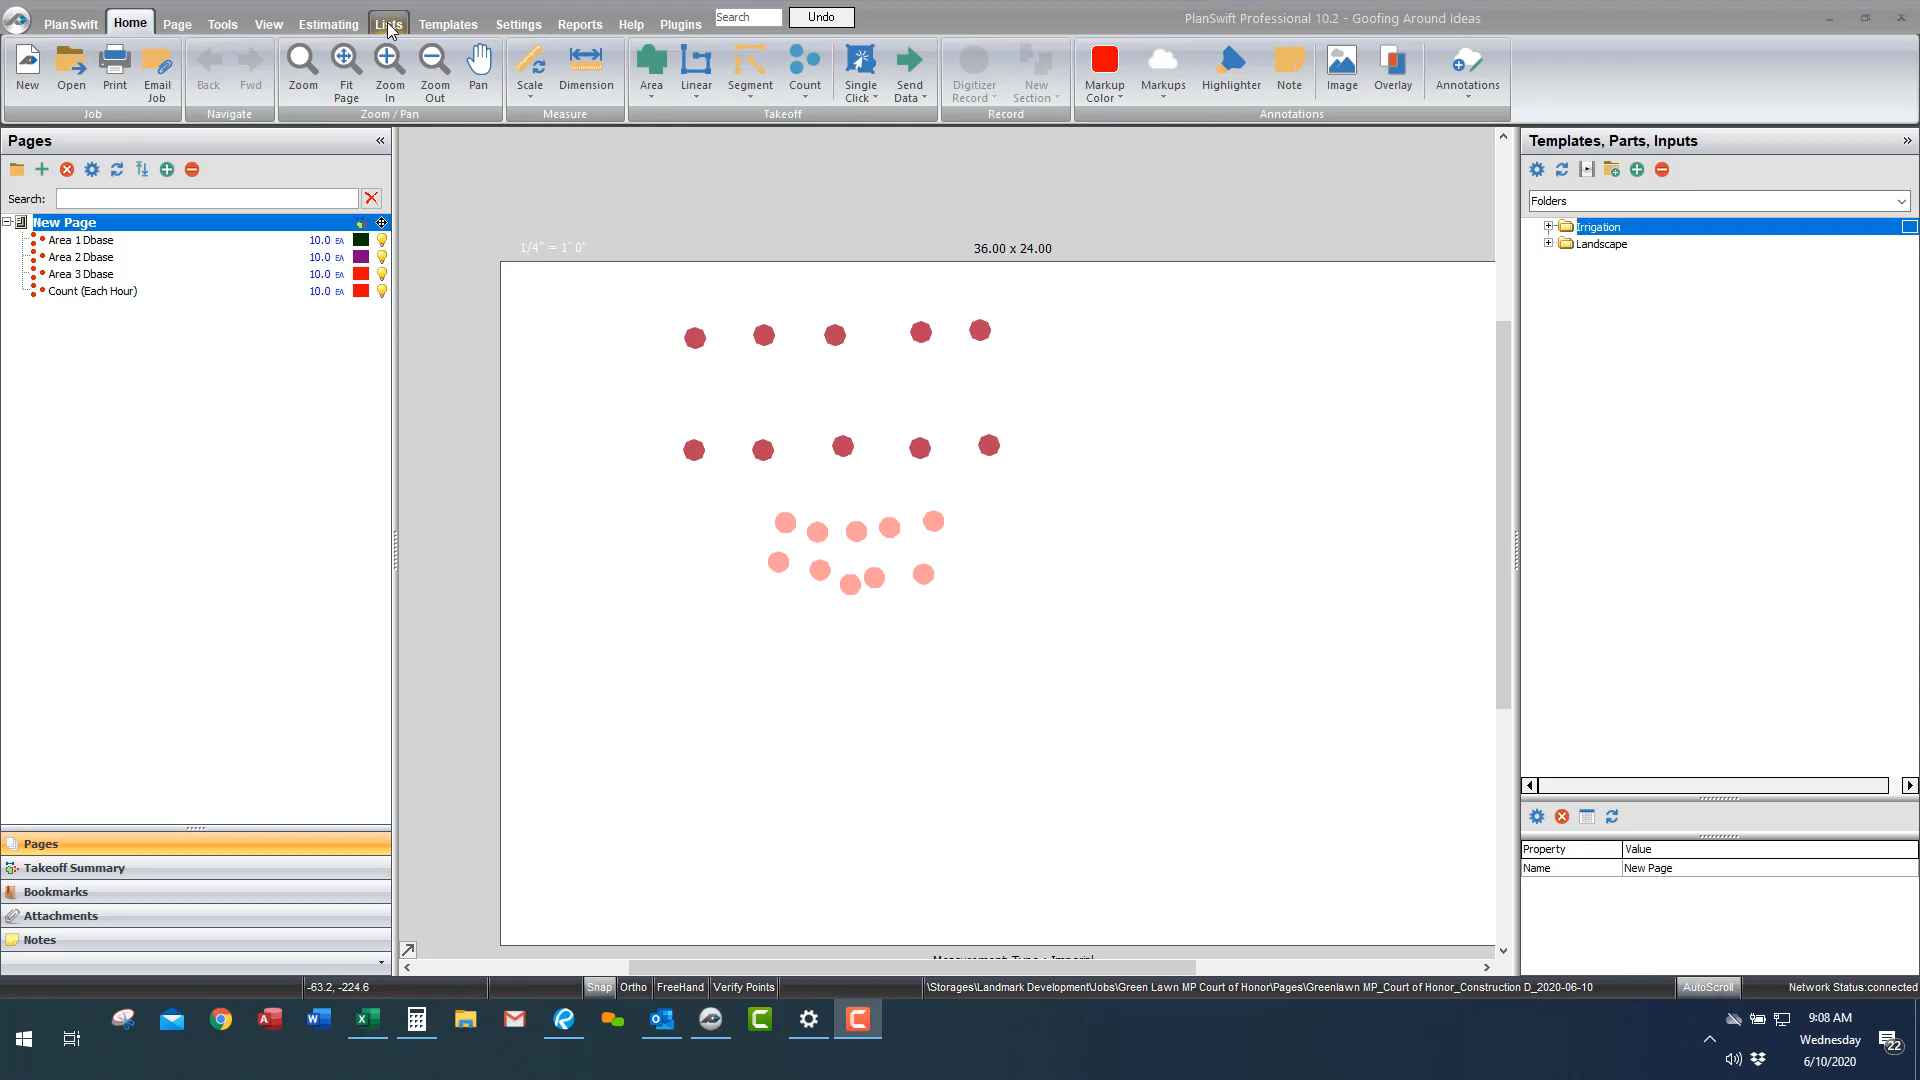 PlanSwift Home Page Tools View Estimating Lists Templates Settings Reports Help Plugins Search Undo PlanSwift Professional 10.2 - Goofing Around Ideas
New Open Print Email Job
Job
Back Fwd
Navigate
Zoom Fit Page Zoom In Zoom Out Pan
Zoom / Pan
Scale Dimension
Measure
Area Linear Segment Count Single Click Send Data
Takeoff
Digitizer Record New Section
Record
Markup Color Markups Highlighter Note Image Overlay Annotations
Annotations
Pages
Search:
New Page
Area 1 Dbase 10.0 EA
Area 2 Dbase 10.0 EA
Area 3 Dbase 10.0 EA
Count (Each Hour) 10.0 EA
Pages
Takeoff Summary
Bookmarks
Attachments
Notes
1/4" = 1' 0"
36.00 x 24.00
Measurement Type : Imperial
Templates, Parts, Inputs
Folders
Irrigation
Landscape
Property Value
Name New Page
-63.2, -224.6 Snap Ortho FreeHand Verify Points \Storages\Landmark Development\Jobs\Green Lawn MP Court of Honor\Pages\Greenlawn MP_Court of Honor_Construction D_2020-06-10 AutoScroll Network Status:connected
9:08 AM
Wednesday
6/10/2020
22